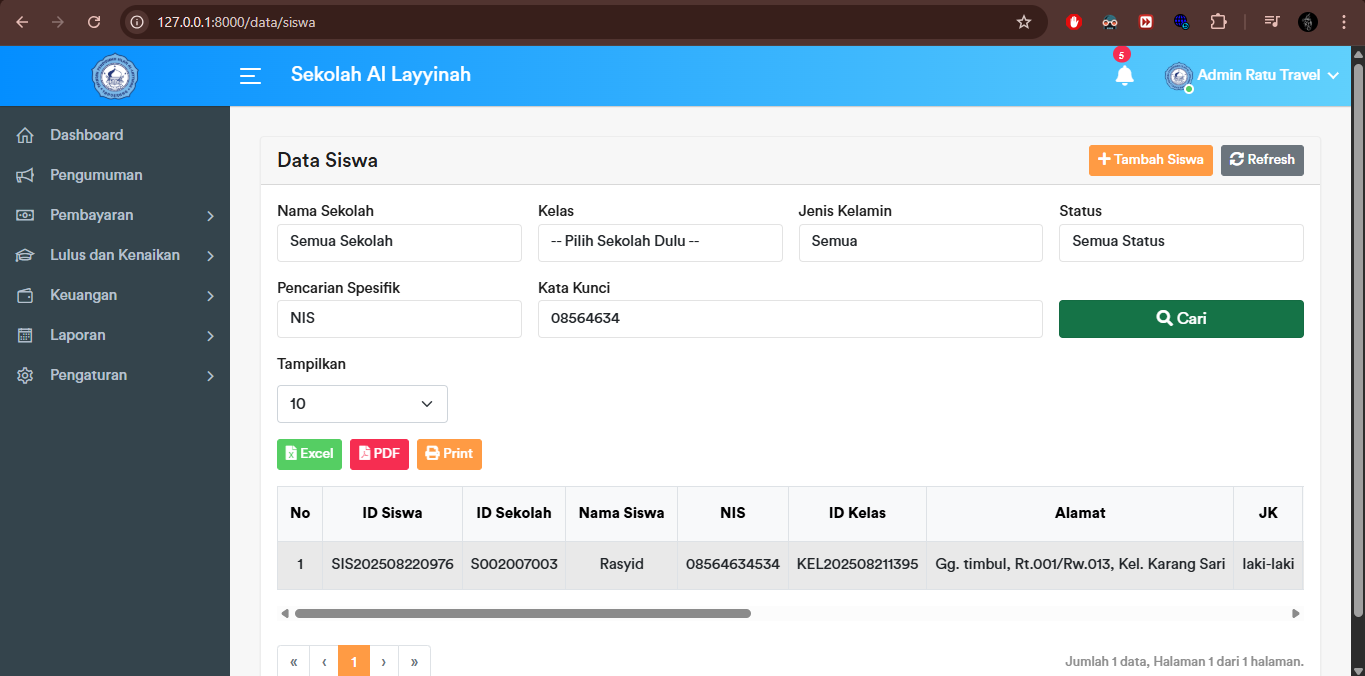 127.0.0.1:8000/data/siswa
5
Sekolah Al Layyinah
Admin Ratu Travel
Dashboard
Pengumuman
Pembayaran
Lulus dan Kenaikan
Keuangan
Laporan
Pengaturan
Data Siswa
Tambah Siswa
Refresh
Nama Sekolah
Kelas
Jenis Kelamin
Status
Semua Sekolah
-- Pilih Sekolah Dulu --
Semua
Semua Status
Pencarian Spesifik
Kata Kunci
NIS
08564634
Cari
Tampilkan
10
Excel
PDF
Print
No ID Siswa ID Sekolah Nama Siswa NIS ID Kelas Alamat JK
1 SIS202508220976 S002007003 Rasyid 08564634534 KEL202508211395 Gg. timbul, Rt.001/Rw.013, Kel. Karang Sari laki-laki
« ‹ 1 › »
Jumlah 1 data, Halaman 1 dari 1 halaman.